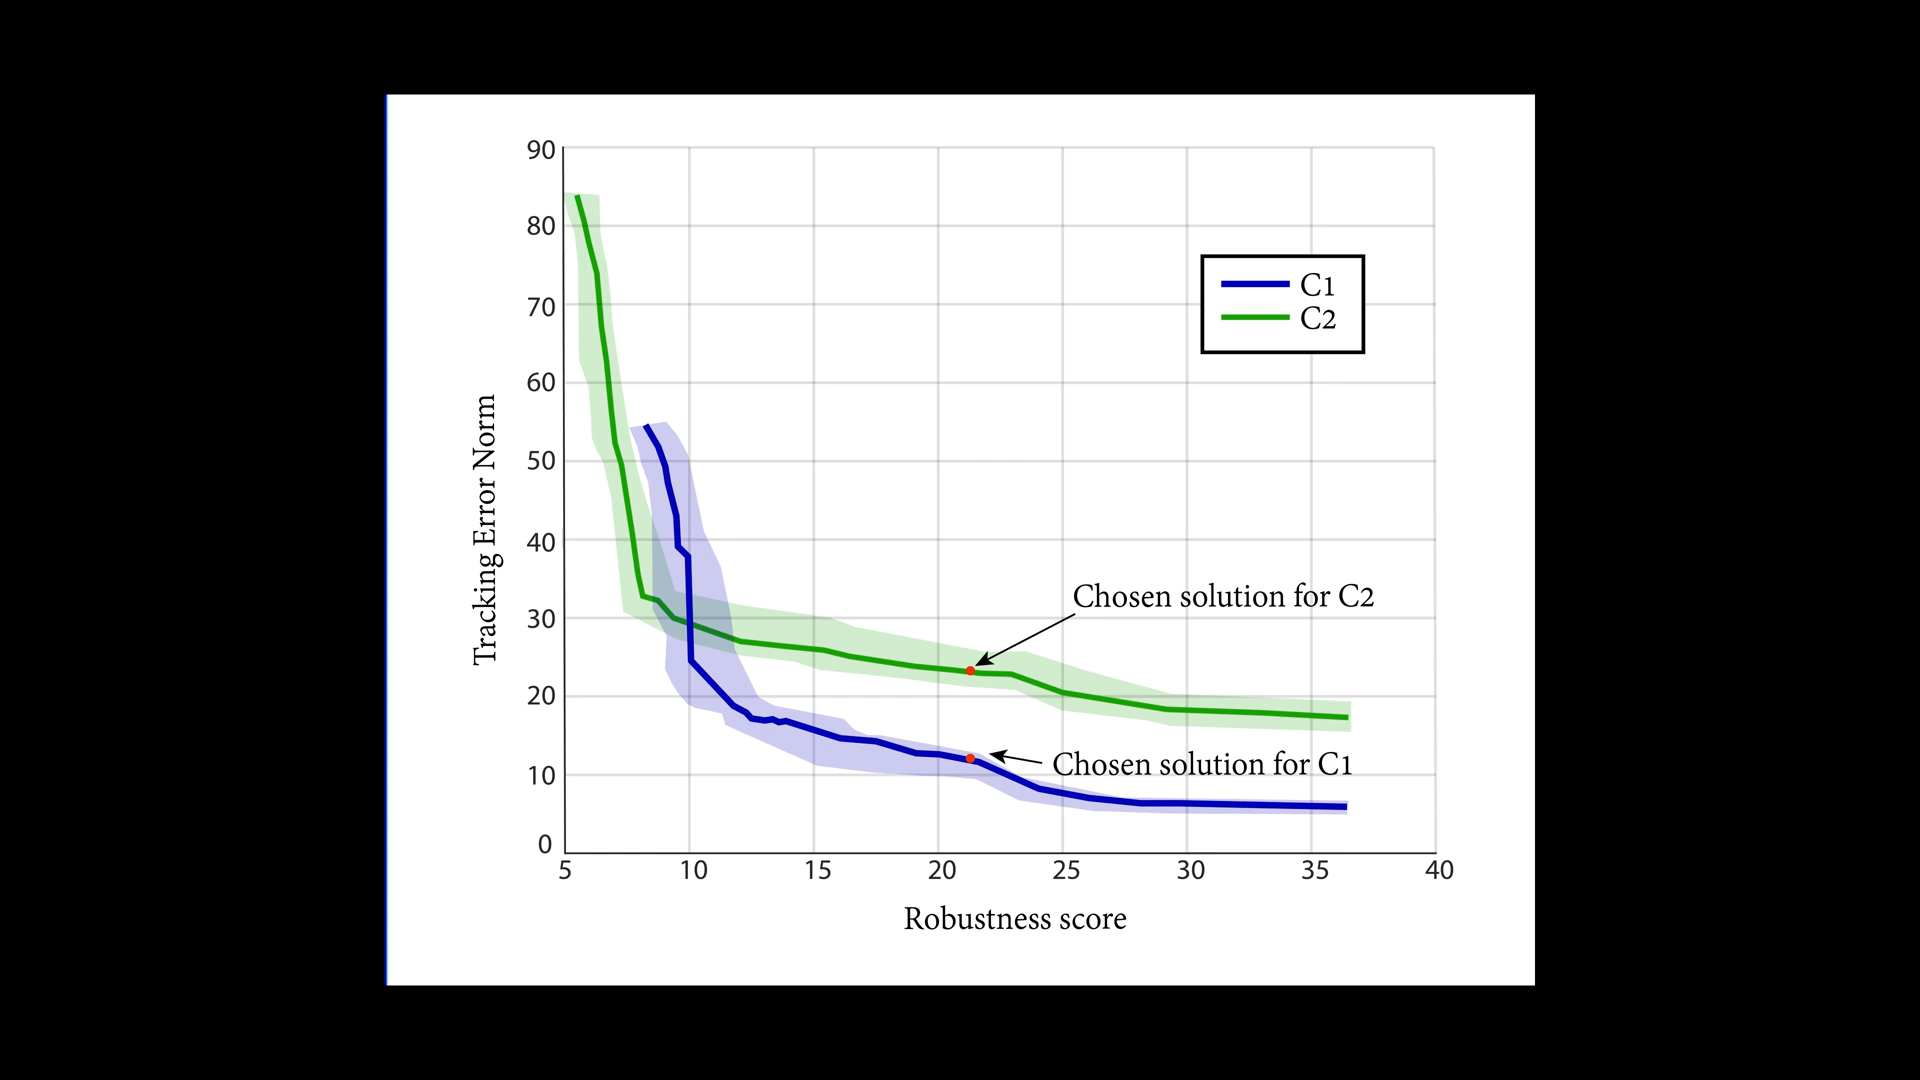 90
80
70
60
50
40
30
20
10
0
5 10 15 20 25 30 35 40
Tracking Error Norm
Robustness score
C1
C2
Chosen solution for C2
Chosen solution for C1